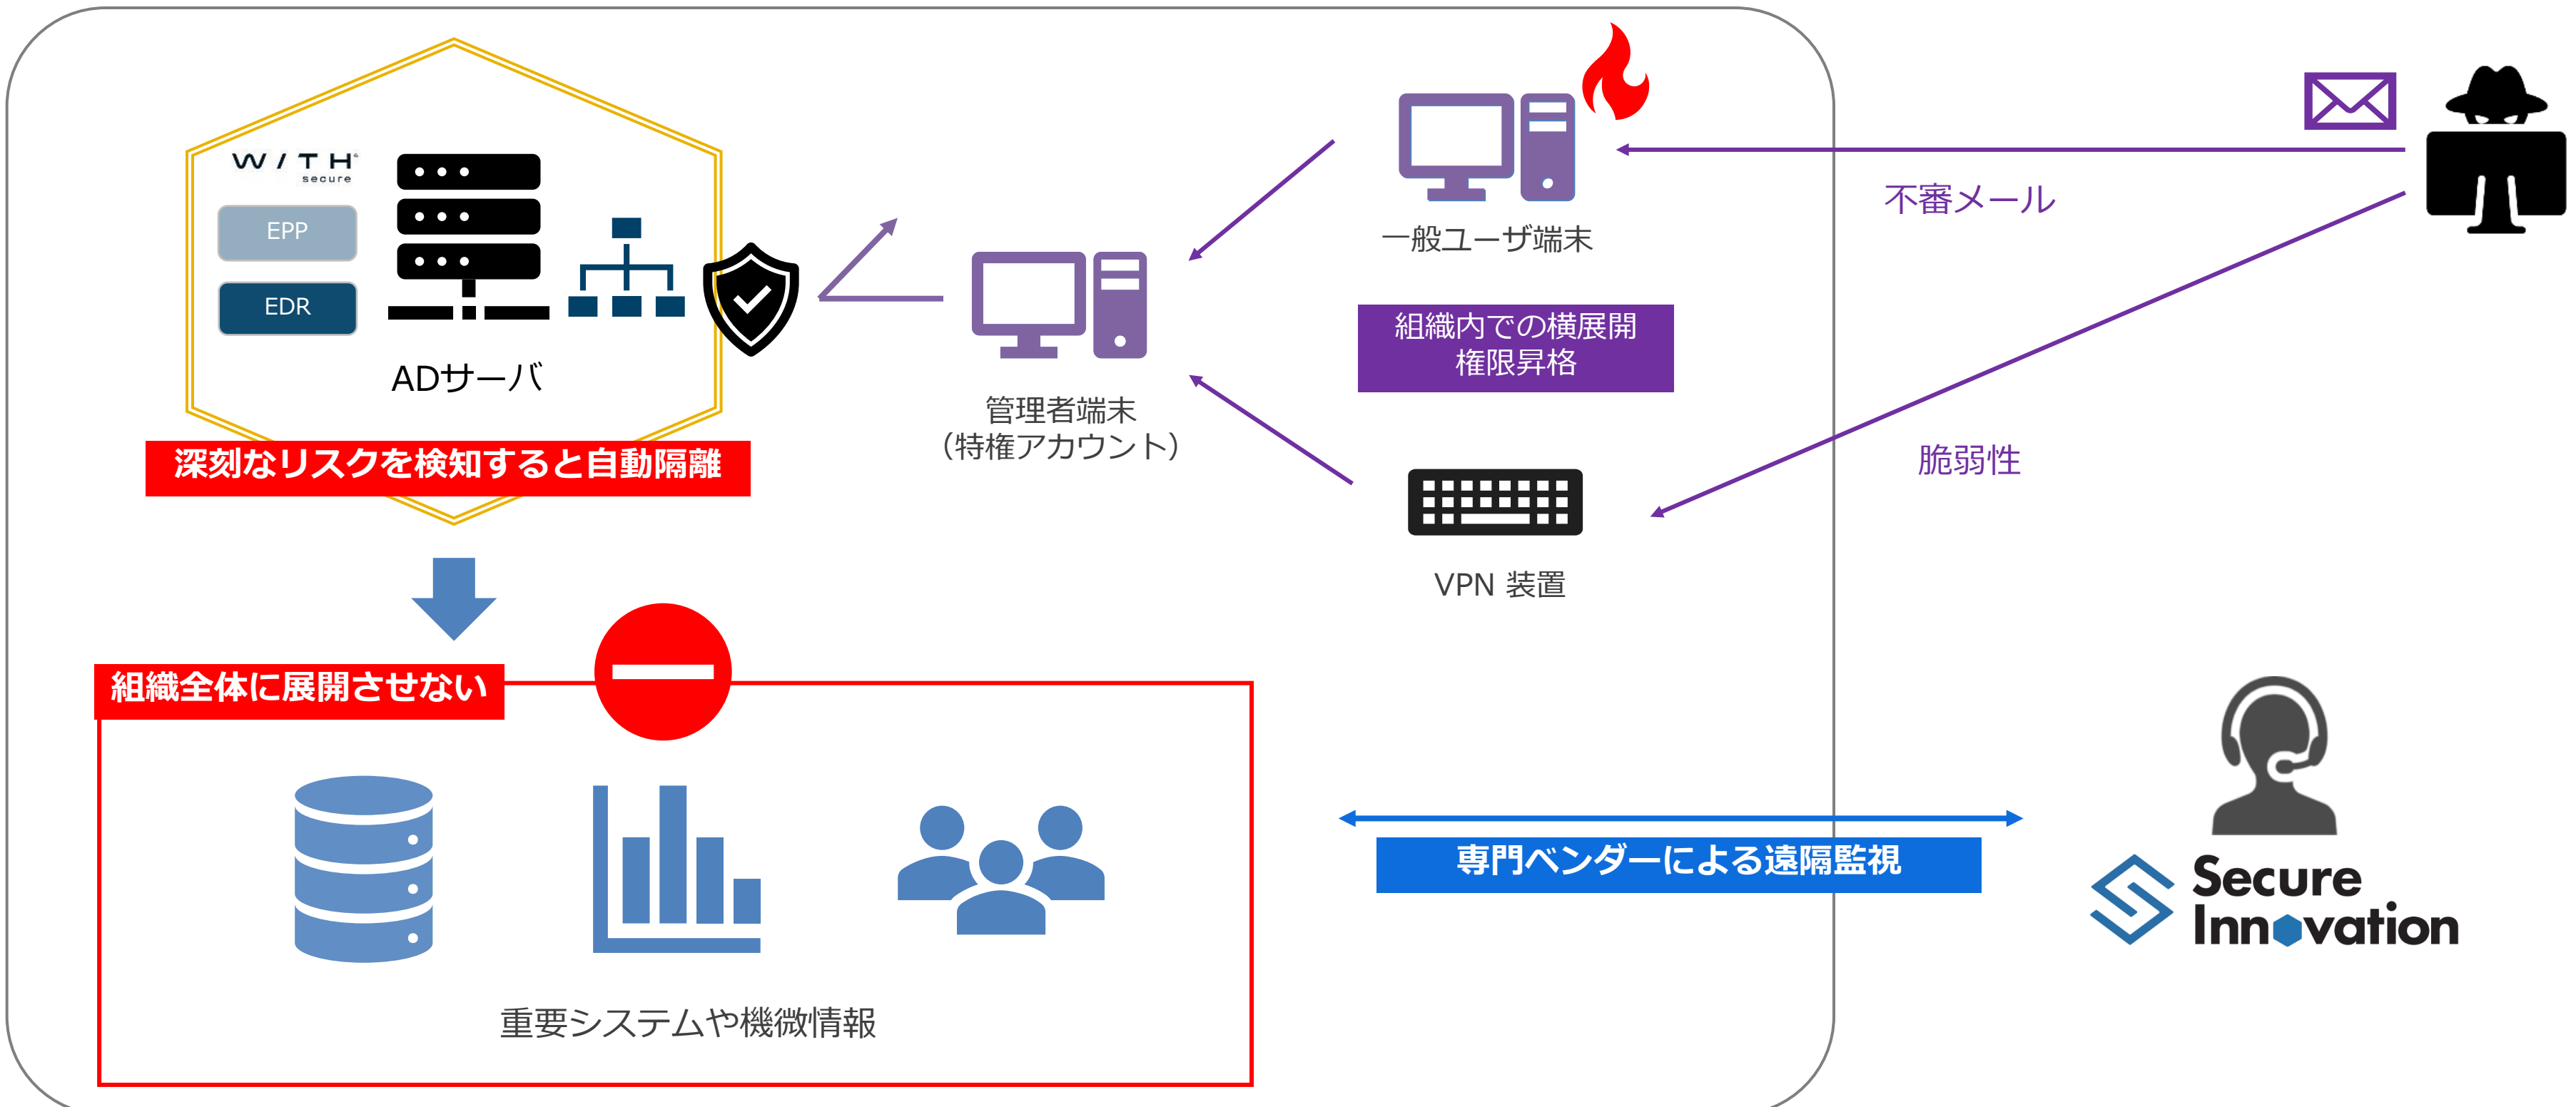 W/TH
secure
EPP
EDR
ADサーバ
深刻なリスクを検知すると自動隔離
管理者端末
（特権アカウント）
一般ユーザ端末
組織内での横展開
権限昇格
VPN 装置
不審メール
脆弱性
組織全体に展開させない
重要システムや機微情報
専門ベンダーによる遠隔監視
Secure
Innovation